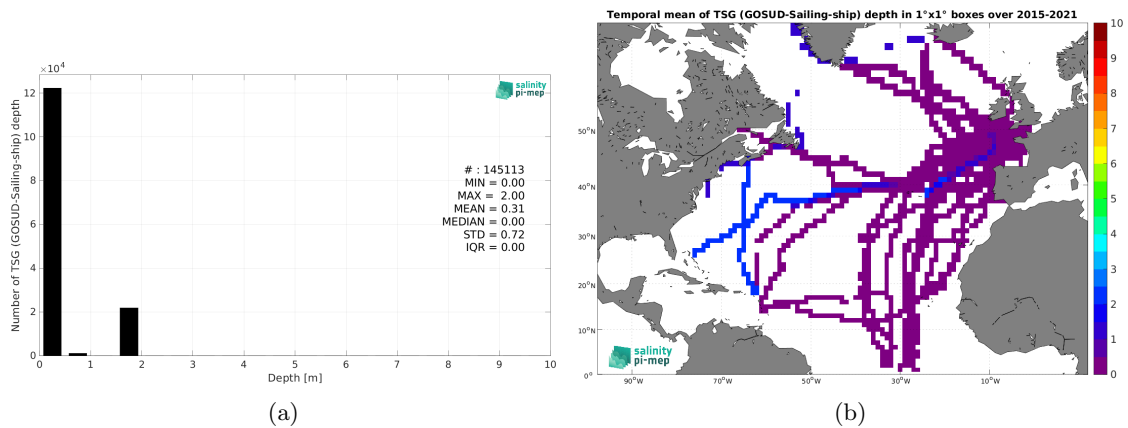 ×10⁴
12
10
8
6
4
2
0
0 1 2 3 4 5 6 7 8 9 10
Number of TSG (GOSUD-Sailing-ship) depth
Depth [m]
salinity
pi-mep
# : 145113
MIN = 0.00
MAX = 2.00
MEAN = 0.31
MEDIAN = 0.00
STD = 0.72
IQR = 0.00
(a)
Temporal mean of TSG (GOSUD-Sailing-ship) depth in 1°x1° boxes over 2015-2021
50°N
40°N
30°N
20°N
10°N
0°
90°W 70°W 50°W 30°W 10°W
salinity
pi-mep
10
9
8
7
6
5
4
3
2
1
0
(b)